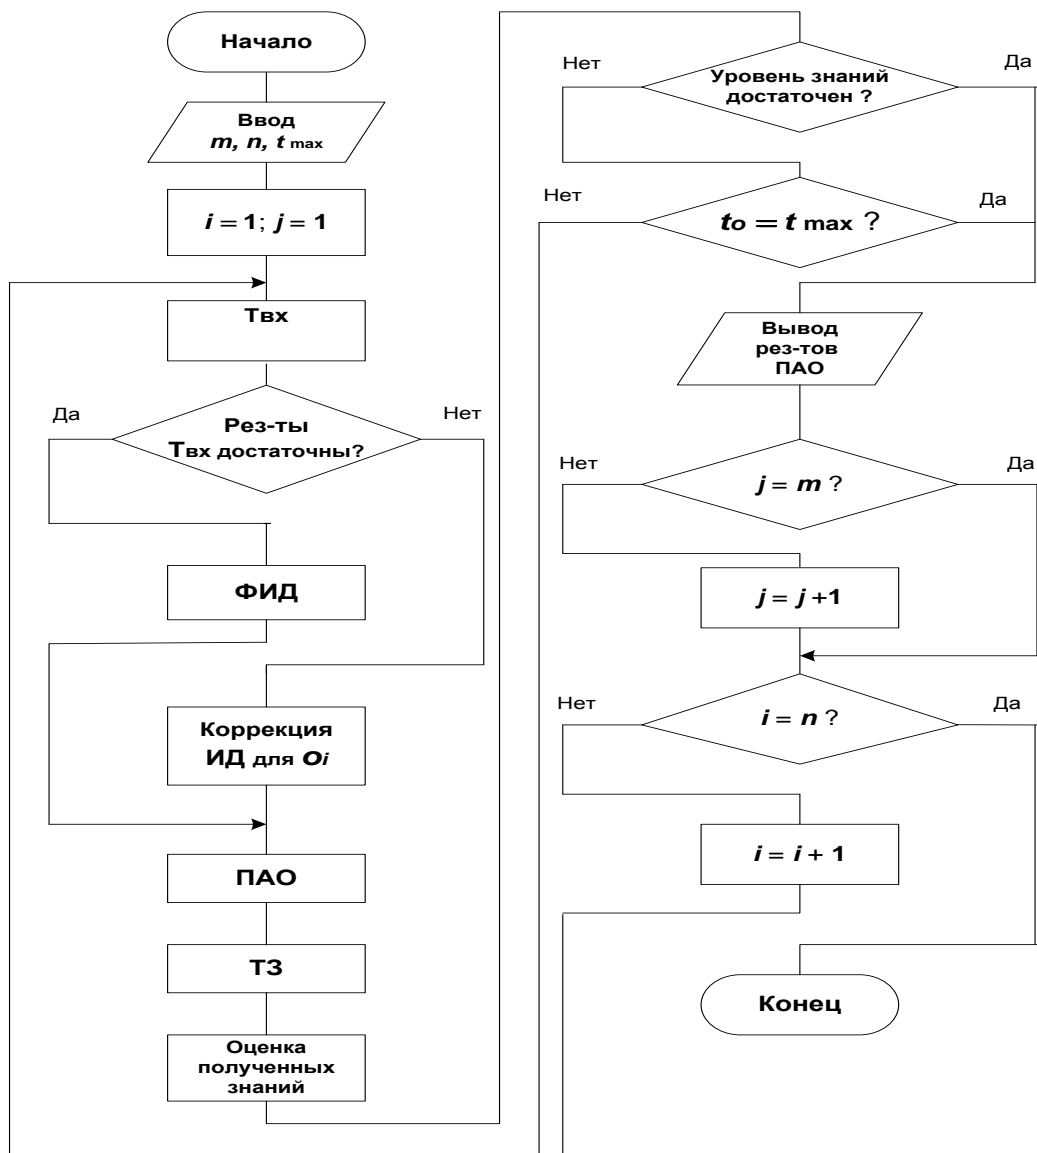 Начало
Ввод
m, n, t max
i = 1; j = 1
Твх
Да
Нет
Рез-ты
Твх достаточны?
ФИД
Коррекция
ИД для Oi
ПАО
ТЗ
Оценка
полученных
знаний
Нет
Да
Уровень знаний
достаточен ?
Нет
Да
to = t max ?
Вывод
рез-тов
ПАО
Нет
Да
j = m ?
j = j +1
Нет
Да
i = n ?
i = i + 1
Конец